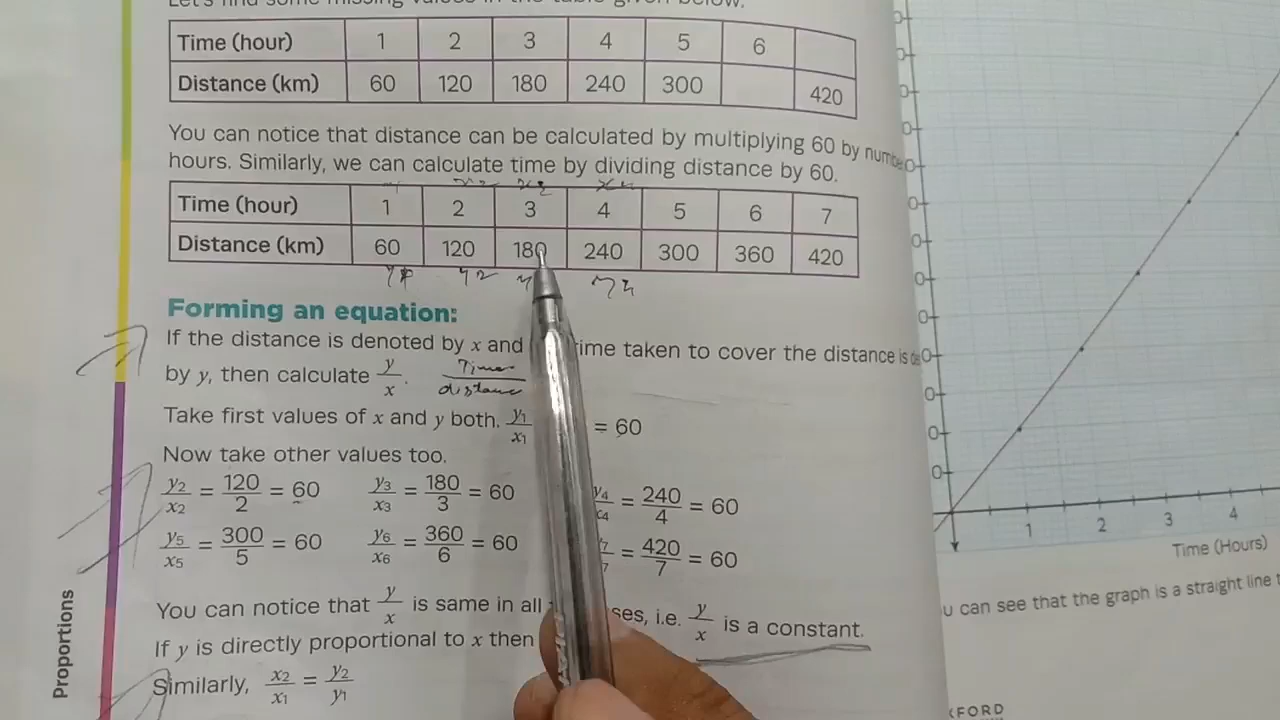 Time (hour) 1 2 3 4 5 6
Distance (km) 60 120 180 240 300 420
You can notice that distance can be calculated by multiplying 60 by
hours. Similarly, we can calculate time by dividing distance by 60.
Time (hour) 1 2 3 4 5 6 7
Distance (km) 60 120 180 240 300 360 420
Forming an equation:
If the distance is denoted by x and time taken to cover the distance is
by y, then calculate y/x. Time/distance
Take first values of x and y both. y1/x1 = 60
Now take other values too.
y2/x2 = 120/2 = 60 y3/x3 = 180/3 = 60 y4 = 240/4 = 60
y5/x5 = 300/5 = 60 y6/x6 = 360/6 = 60 = 420/7 = 60
You can notice that y/x is same in all i.e. y/x is a constant.
If y is directly proportional to x then
Similarly, x2/x1 = y2/y1
Proportions
1 2 3 4
Time (Hours)
can see that the graph is a straight line